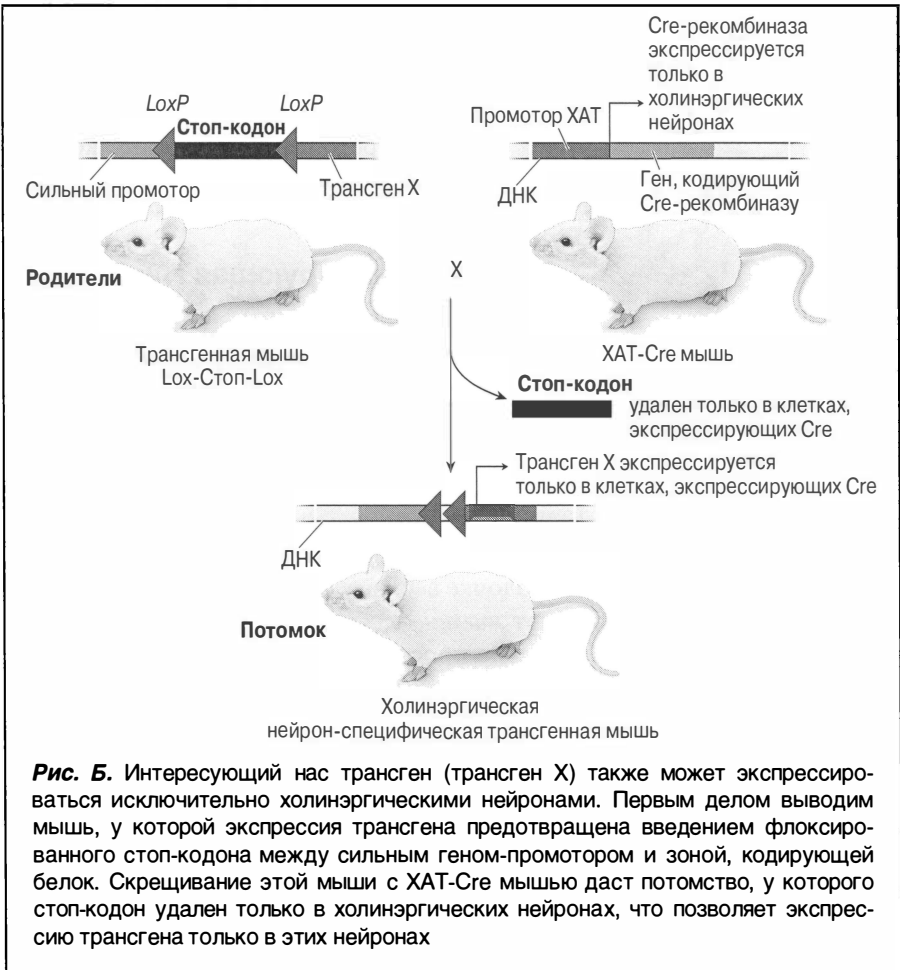 Cre-рекомбиназа
экспрессируется
только в
холинэргических
нейронах
LoxP
LoxP
Стоп-кодон
Промотор ХАТ
Сильный промотор
Трансген X
ДНК
Ген, кодирующий
Cre-рекомбиназу
Родители
X
Трансгенная мышь
Lox-Стоп-Lox
ХАТ-Cre мышь
Стоп-кодон
удален только в клетках,
экспрессирующих Cre
Трансген X экспрессируется
только в клетках, экспрессирующих Cre
ДНК
Потомок
Холинэргическая
нейрон-специфическая трансгенная мышь
Рис. Б. Интересующий нас трансген (трансген X) также может экспрессиро-
ваться исключительно холинэргическими нейронами. Первым делом выводим
мышь, у которой экспрессия трансгена предотвращена введением флоксиро-
ванного стоп-кодона между сильным геном-промотором и зоной, кодирующей
белок. Скрещивание этой мыши с ХАТ-Cre мышью даст потомство, у которого
стоп-кодон удален только в холинэргических нейронах, что позволяет экспрес-
сию трансгена только в этих нейронах